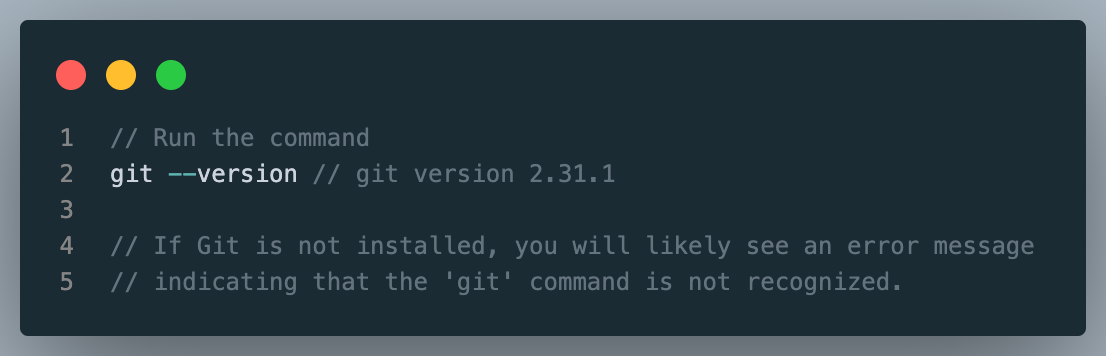 1 // Run the command
2 git --version // git version 2.31.1
3
4 // If Git is not installed, you will likely see an error message
5 // indicating that the 'git' command is not recognized.